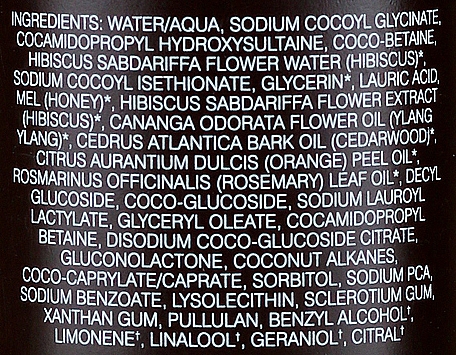 INGREDIENTS: WATER/AQUA, SODIUM COCOYL GLYCINATE,
COCAMIDOPROPYL HYDROXYSULTAINE, COCO-BETAINE,
HIBISCUS SABDARIFFA FLOWER WATER (HIBISCUS)*,
SODIUM COCOYL ISETHIONATE, GLYCERIN*, LAURIC ACID,
MEL (HONEY)*, HIBISCUS SABDARIFFA FLOWER EXTRACT
(HIBISCUS)*, CANANGA ODORATA FLOWER OIL (YLANG
YLANG)*, CEDRUS ATLANTICA BARK OIL (CEDARWOOD)*,
CITRUS AURANTIUM DULCIS (ORANGE) PEEL OIL*,
ROSMARINUS OFFICINALIS (ROSEMARY) LEAF OIL*, DECYL
GLUCOSIDE, COCO-GLUCOSIDE, SODIUM LAUROYL
LACTYLATE, GLYCERYL OLEATE, COCAMIDOPROPYL
BETAINE, DISODIUM COCO-GLUCOSIDE CITRATE,
GLUCONOLACTONE, COCONUT ALKANES,
COCO-CAPRYLATE/CAPRATE, SORBITOL, SODIUM PCA,
SODIUM BENZOATE, LYSOLECITHIN, SCLEROTIUM GUM,
XANTHAN GUM, PULLULAN, BENZYL ALCOHOL†,
LIMONENE†, LINALOOL†, GERANIOL†, CITRAL†